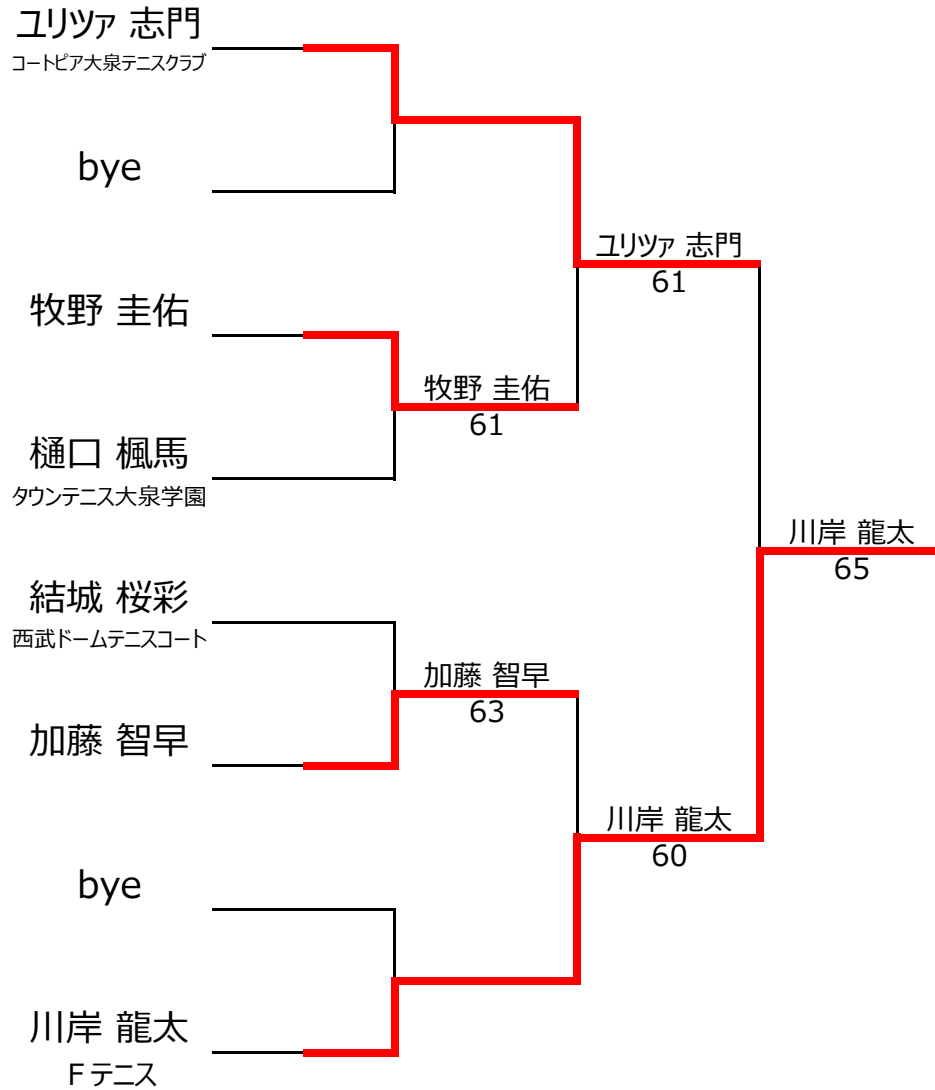 ユリツァ 志門
コートピア大泉テニスクラブ
bye
ユリツァ 志門
61
牧野 圭佑
牧野 圭佑
61
樋口 楓馬
タウンテニス大泉学園
川岸 龍太
65
結城 桜彩
西武ドームテニスコート
加藤 智早
63
加藤 智早
川岸 龍太
60
bye
川岸 龍太
Fテニス